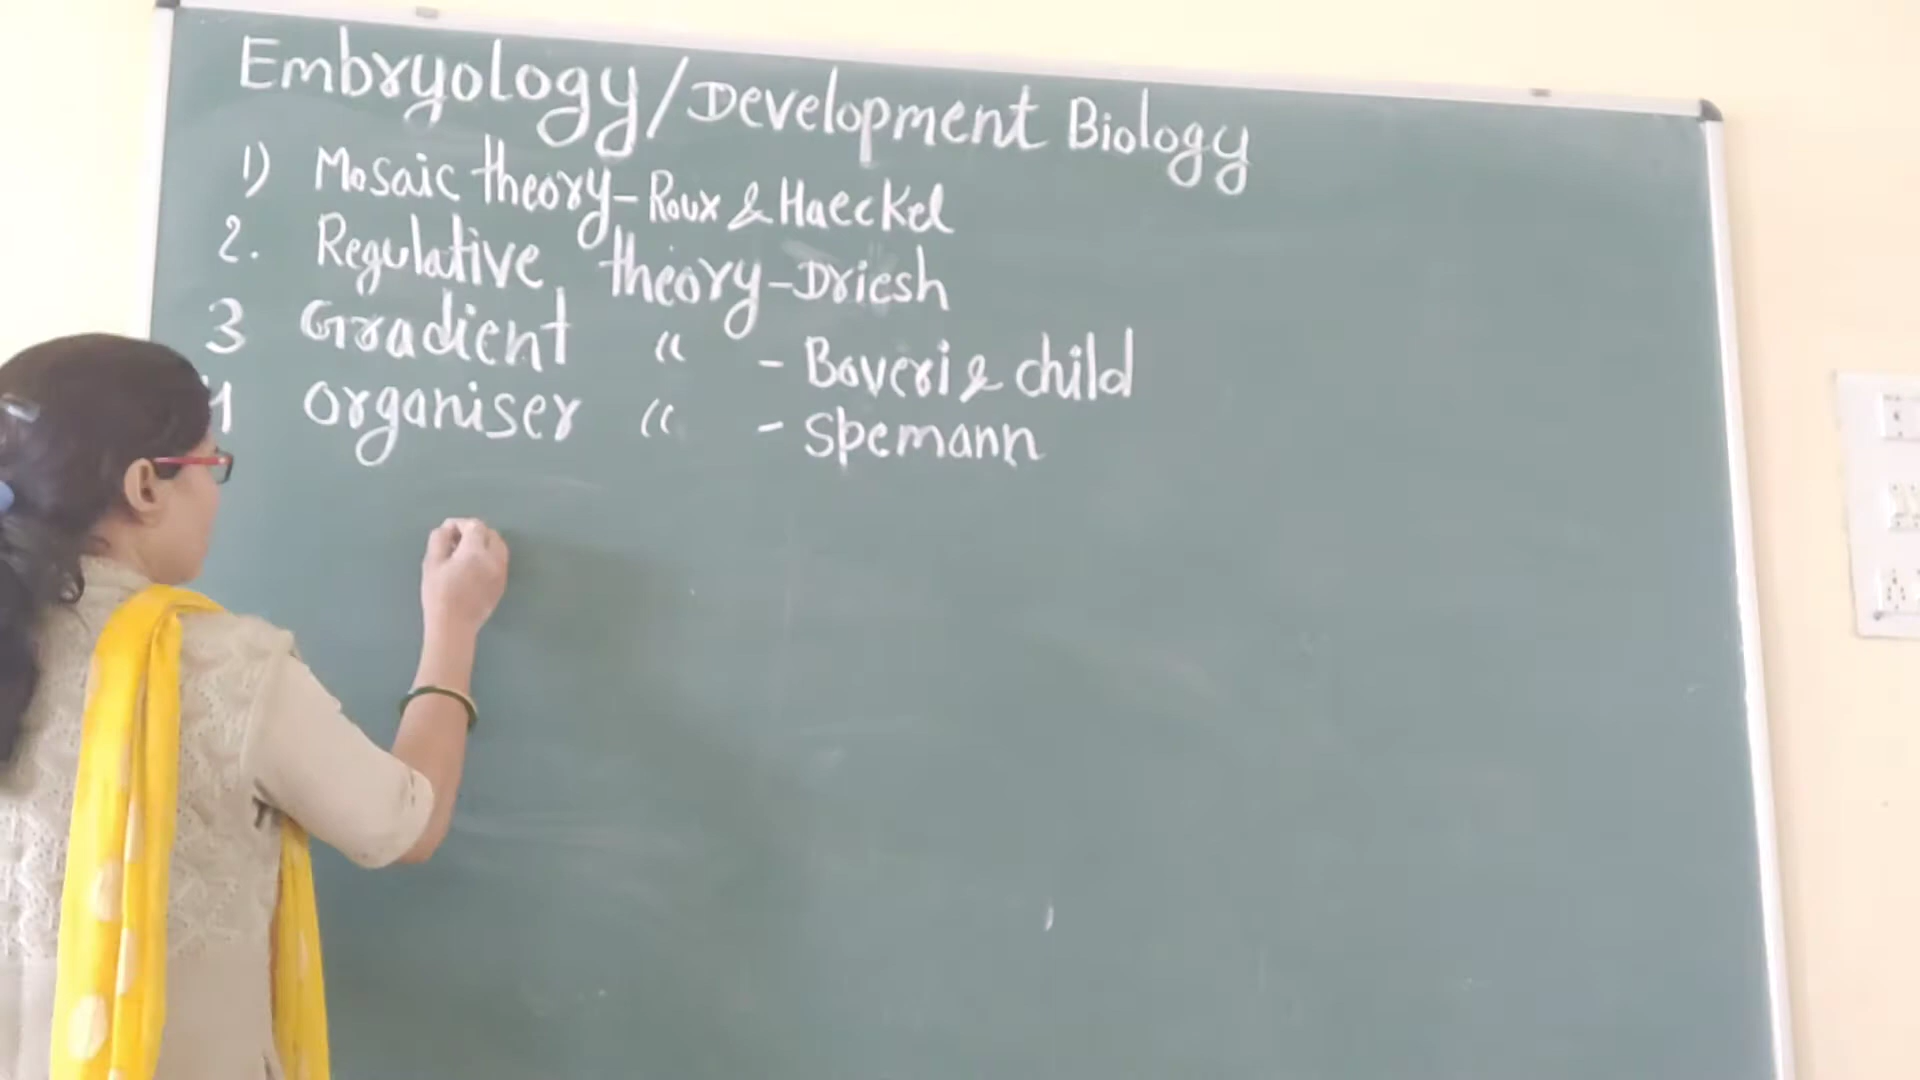 Embryology/Development Biology
1) Mosaic theory-Roux & Haeckel
2. Regulative theory-Driesh
3 Gradient " - Boveri & child
4 Organiser " - Spemann